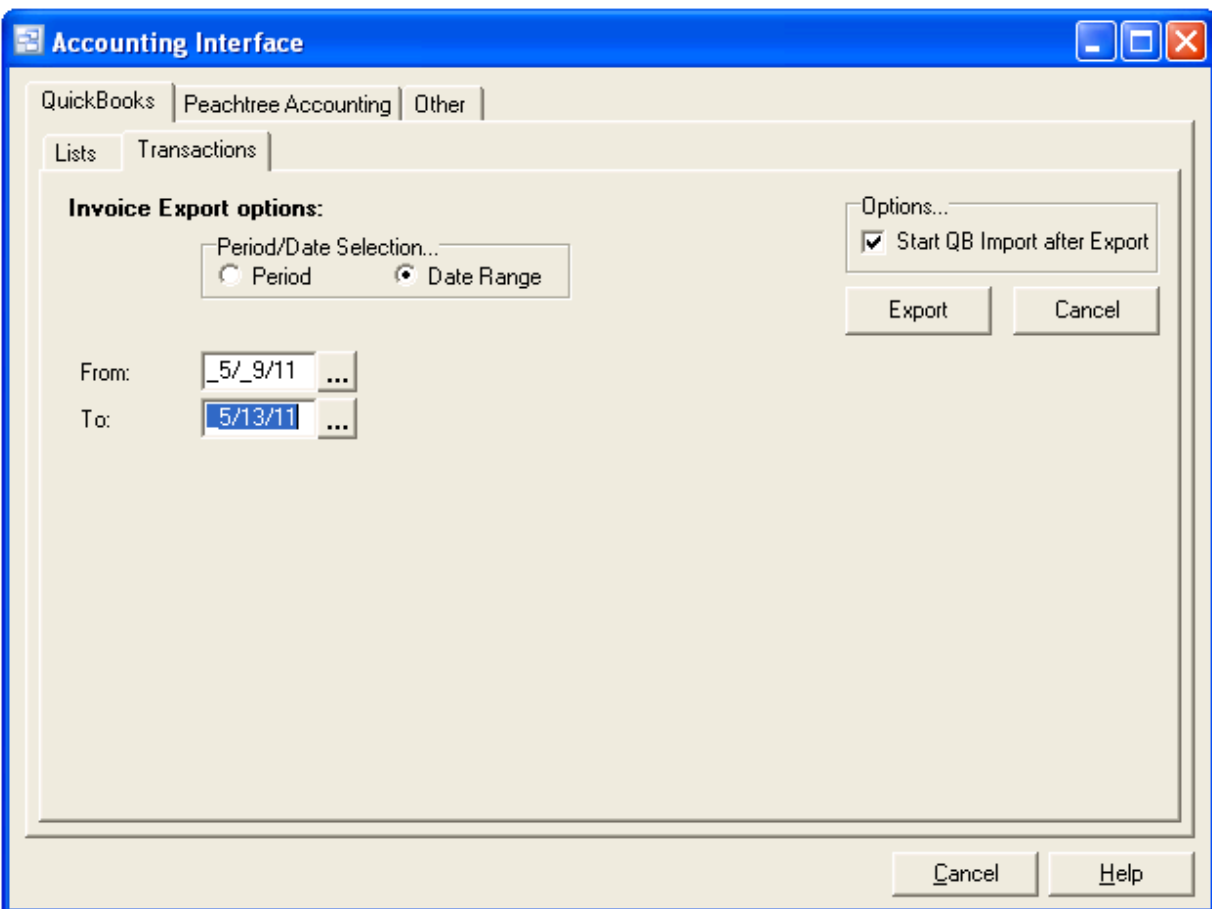 Accounting Interface
QuickBooks Peachtree Accounting Other
Lists Transactions
Invoice Export options:
Period/Date Selection...
Period Date Range
Options...
Start QB Import after Export
Export Cancel
From: _5/_9/11 ...
To: _5/13/11 ...
Cancel Help